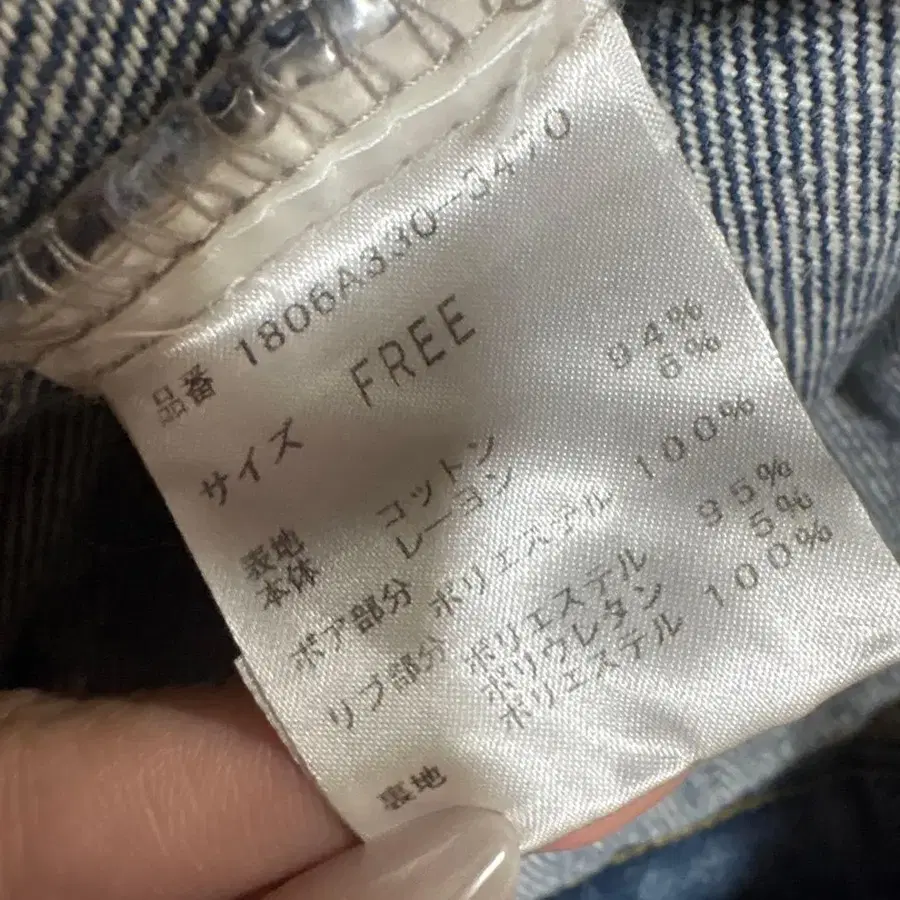 品番 1806A330-0470
サイズ FREE
表地
本体 コットン 94%
レーヨン 6%
ボア部分 ポリエステル 100%
リブ部分 ポリエステル 95%
ポリウレタン 5%
裏地 ポリエステル 100%